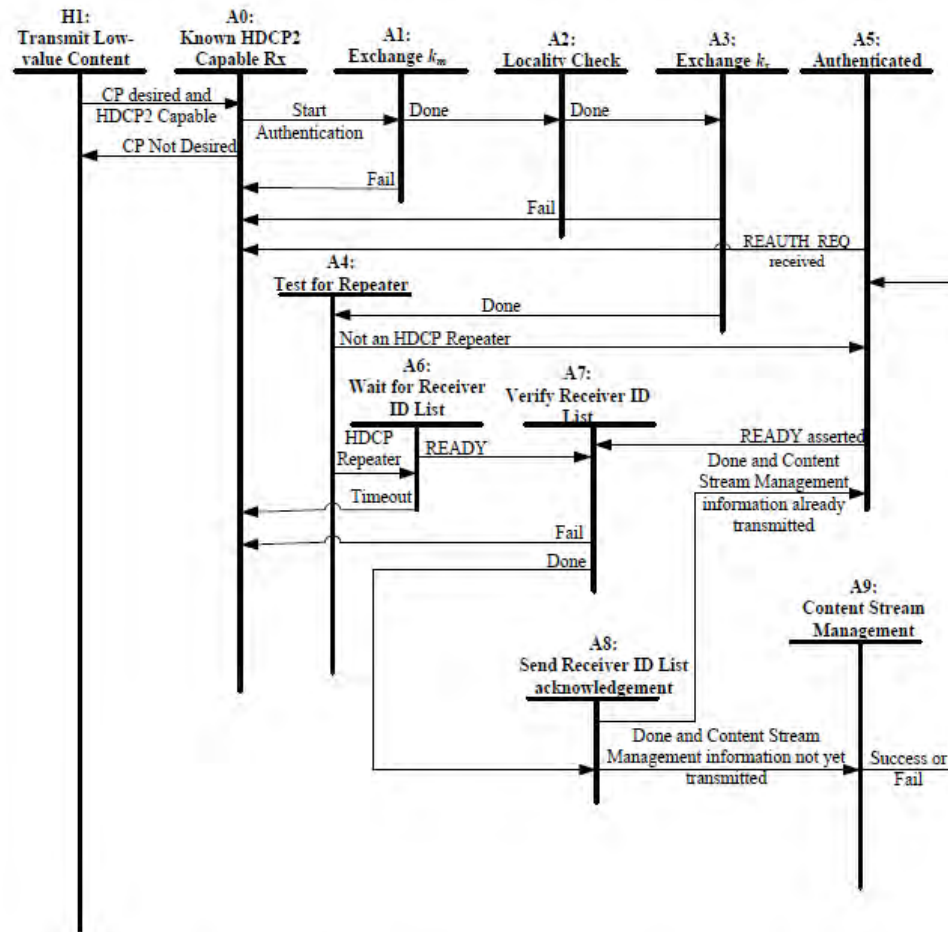 H1:
Transmit Low-
value Content
A0:
Known HDCP2
Capable Rx
A1:
Exchange km
A2:
Locality Check
A3:
Exchange ks
A5:
Authenticated
CP desired and
HDCP2 Capable
Start
Authentication
Done
Done
CP Not Desired
Fail
Fail
REAUTH_REQ
received
A4:
Test for Repeater
Done
Not an HDCP Repeater
A6:
Wait for Receiver
ID List
A7:
Verify Receiver ID
List
HDCP
Repeater
READY
READY asserted
Done and Content
Stream Management
information already
transmitted
Timeout
Fail
Done
A9:
Content Stream
Management
A8:
Send Receiver ID List
acknowledgement
Done and Content Stream
Management information not yet
transmitted
Success or
Fail